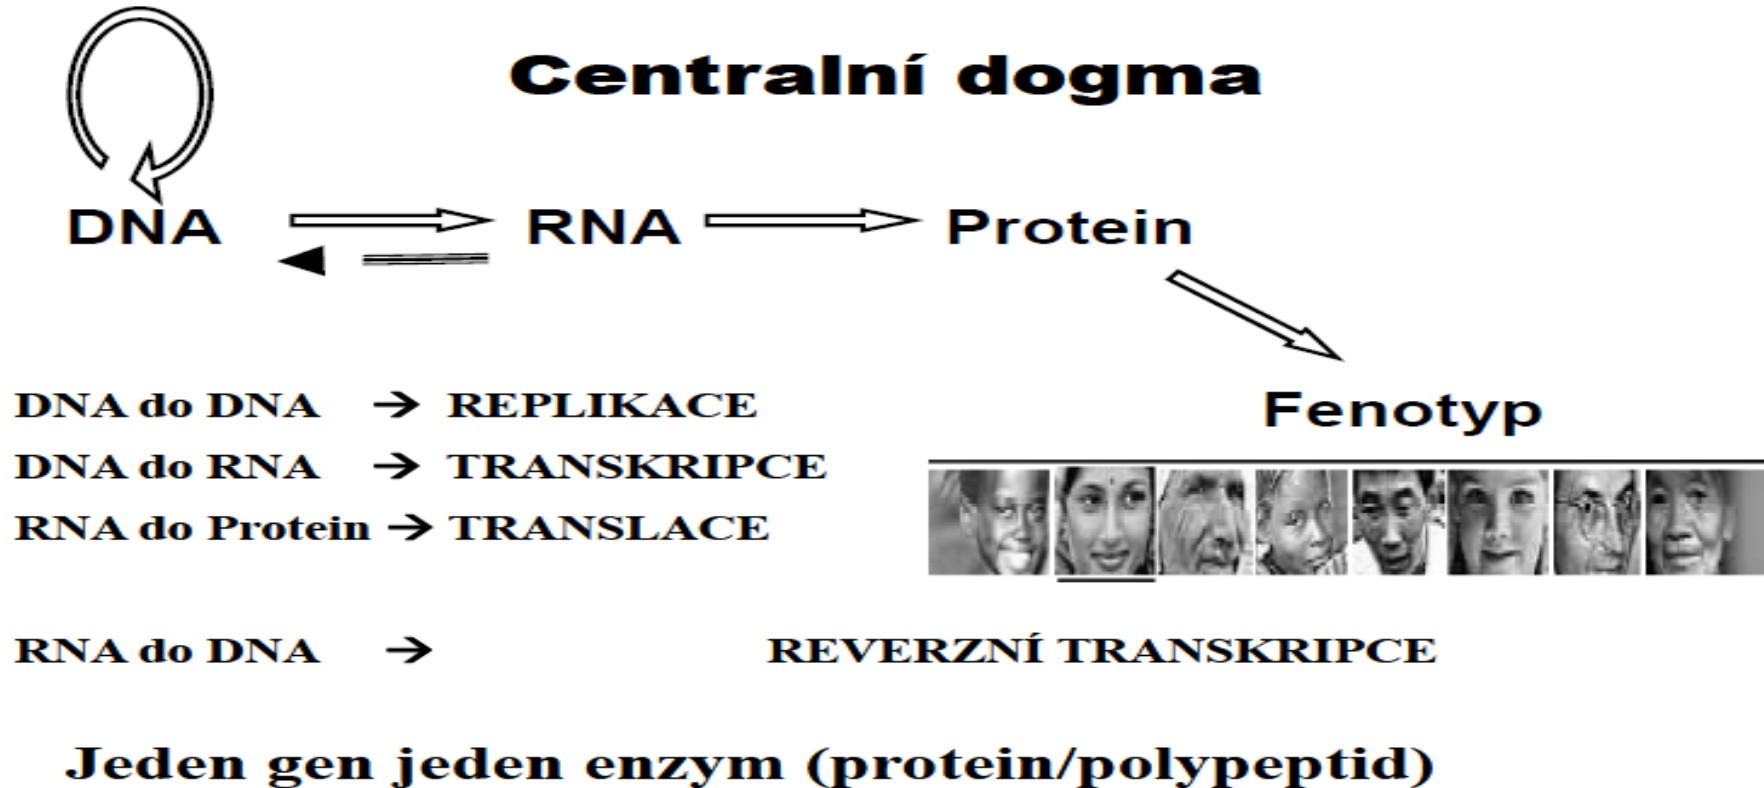 Centralní dogma
DNA RNA Protein
Fenotyp
DNA do DNA → REPLIKACE
DNA do RNA → TRANSKRIPCE
RNA do Protein → TRANSLACE
RNA do DNA → REVERZNÍ TRANSKRIPCE
Jeden gen jeden enzym (protein/polypeptid)